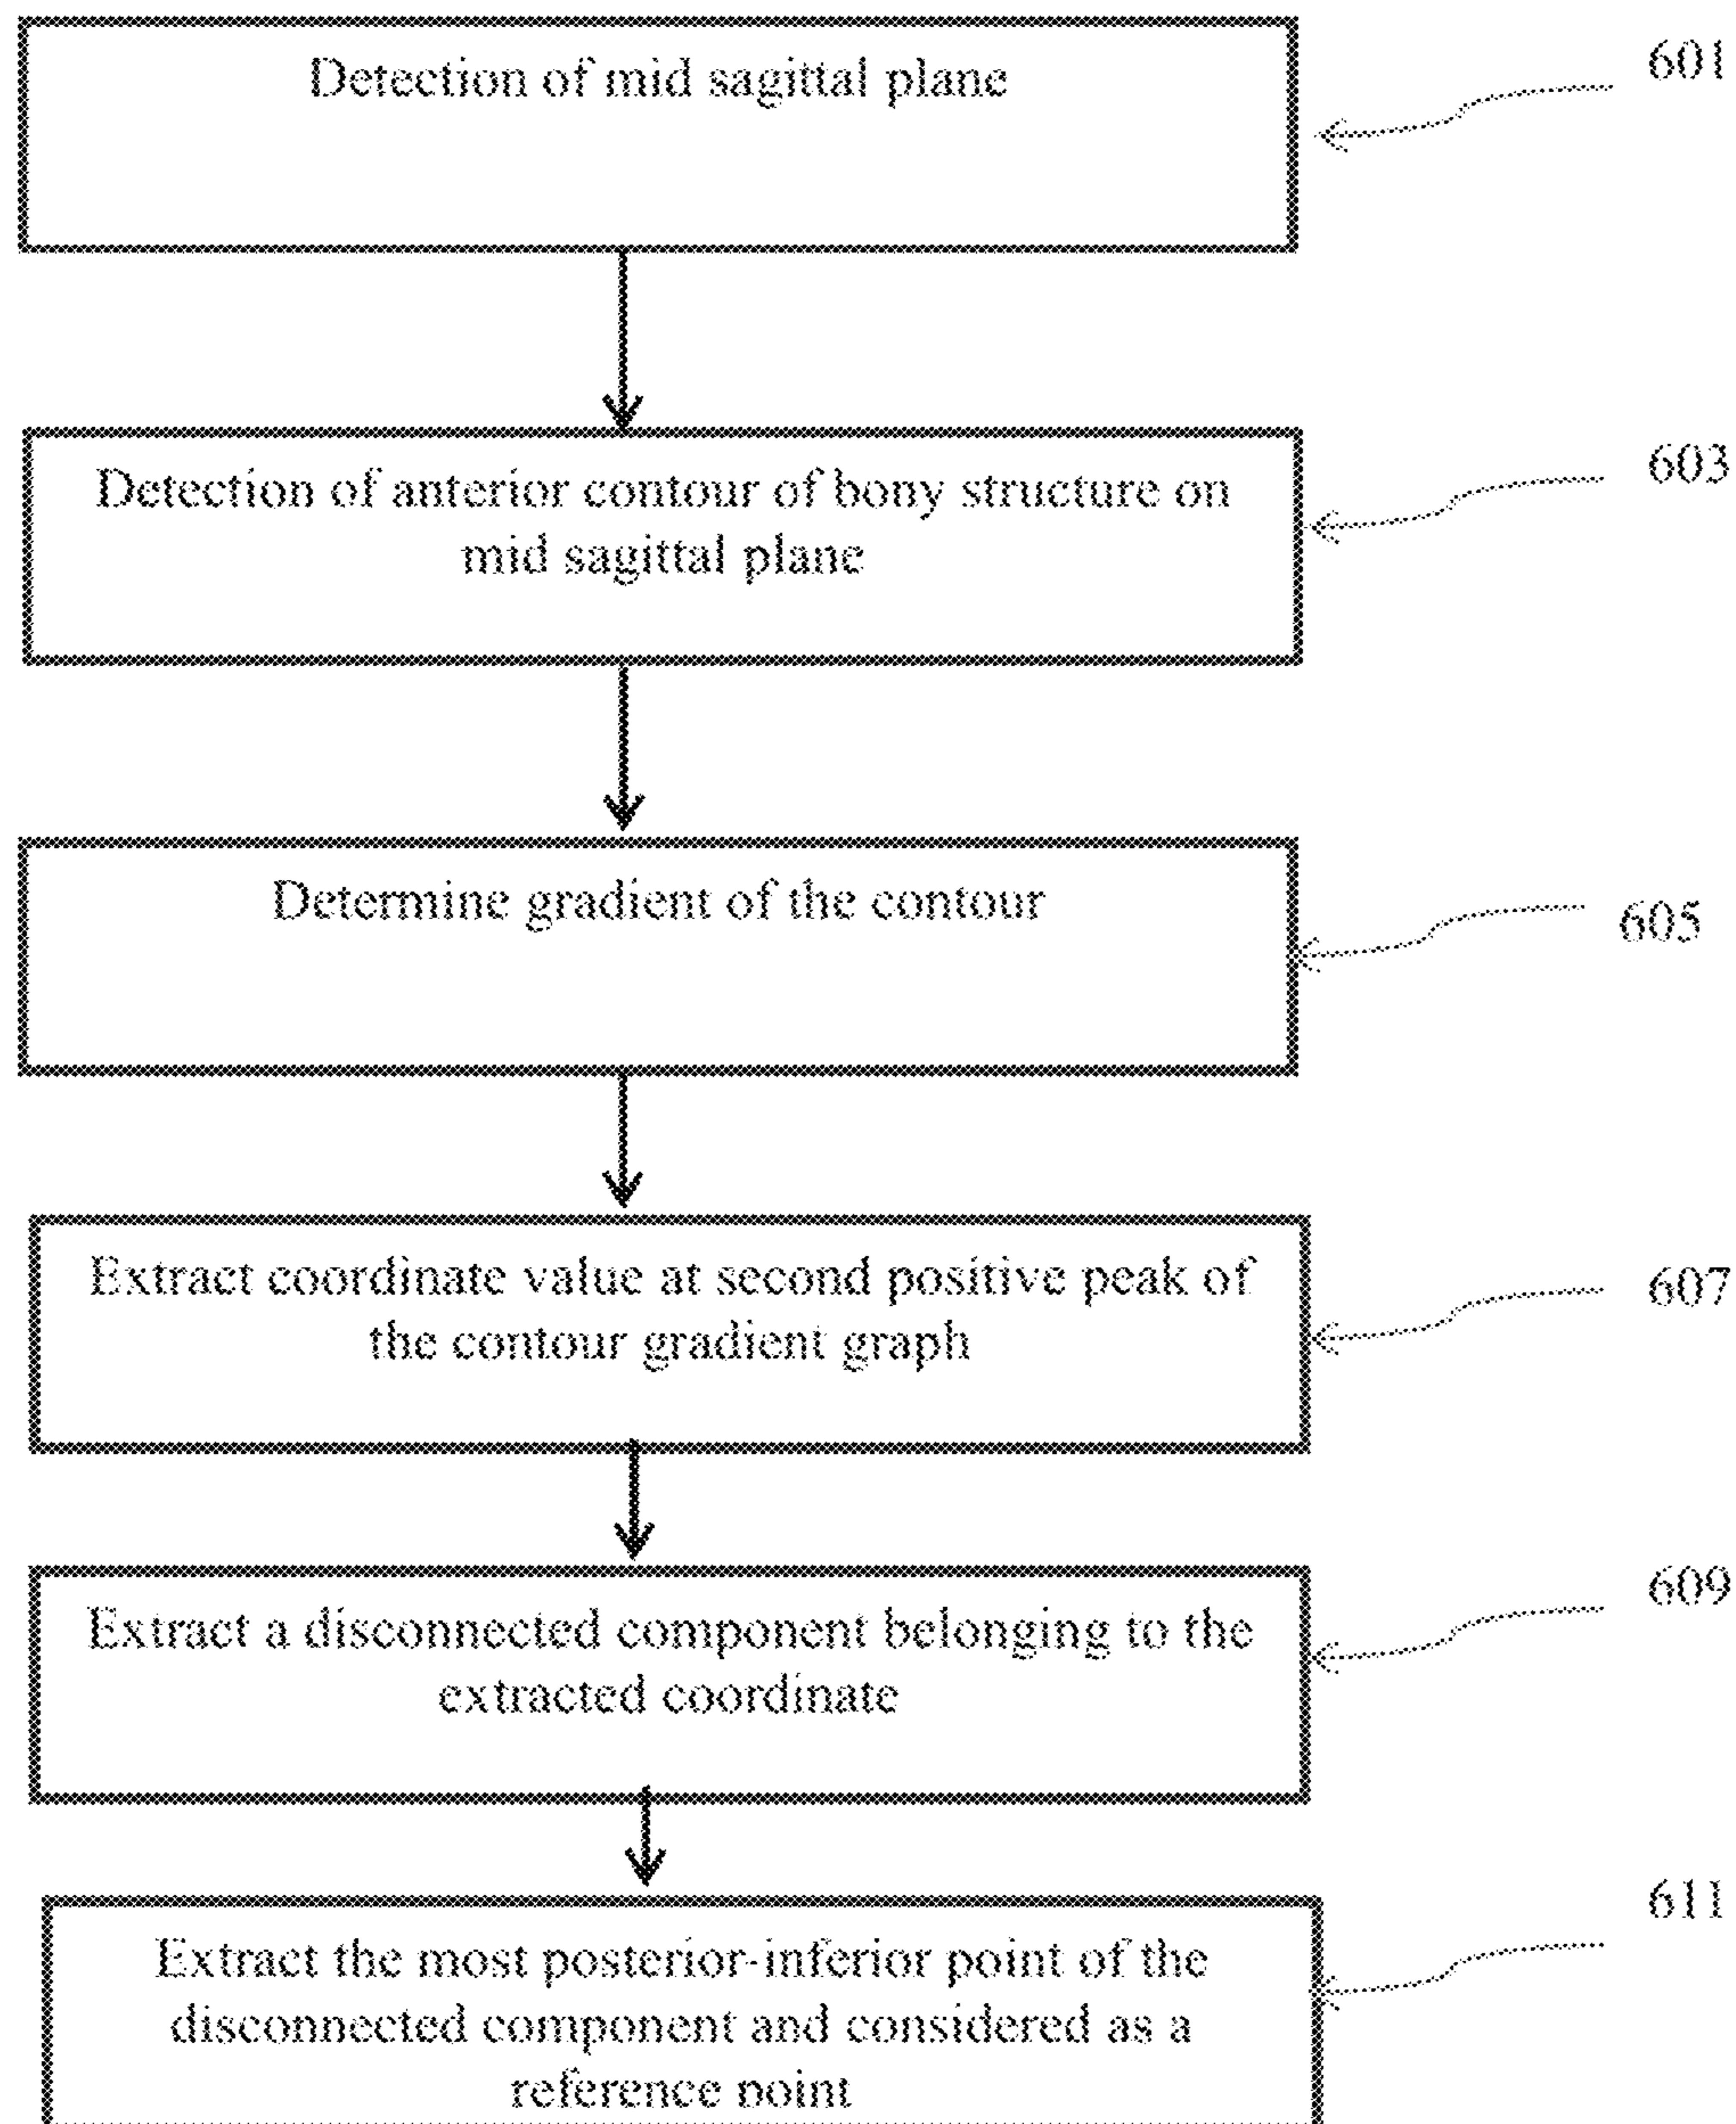 Detection of mid sagittal plane
601
Detection of anterior contour of bony structure on
mid sagittal plane
603
Determine gradient of the contour
605
Extract coordinate value at second positive peak of
the contour gradient graph
607
Extract a disconnected component belonging to the
extracted coordinate
609
Extract the most posterior-inferior point of the
disconnected component and considered as a
reference point
611